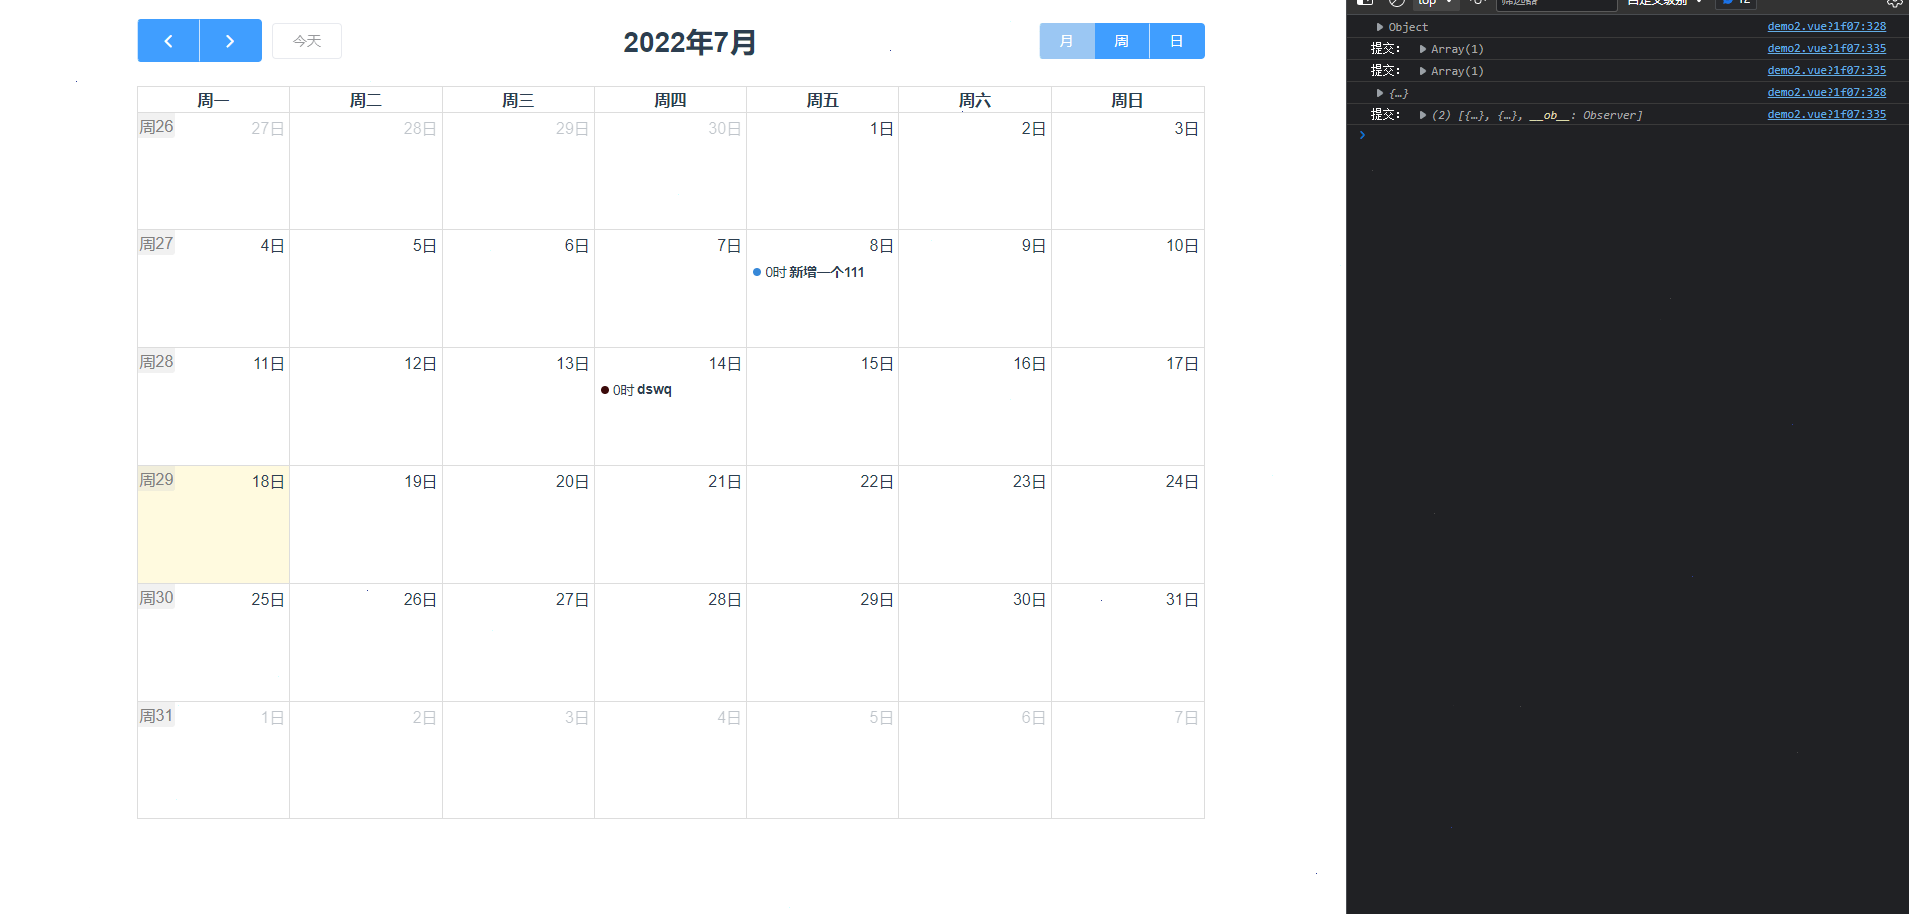 今天
2022年7月
月 周 日
周一 周二 周三 周四 周五 周六 周日
周26 27日 28日 29日 30日 1日 2日 3日
周27 4日 5日 6日 7日 8日 9日 10日
0时 新增一个111
周28 11日 12日 13日 14日 15日 16日 17日
0时 dswq
周29 18日 19日 20日 21日 22日 23日 24日
周30 25日 26日 27日 28日 29日 30日 31日
周31 1日 2日 3日 4日 5日 6日 7日
top 筛选器 自定义级别 12
Object demo2.vue?1f07:328
提交: Array(1) demo2.vue?1f07:335
提交: Array(1) demo2.vue?1f07:335
{…} demo2.vue?1f07:328
提交: (2) [{…}, {…}, __ob__: Observer] demo2.vue?1f07:335